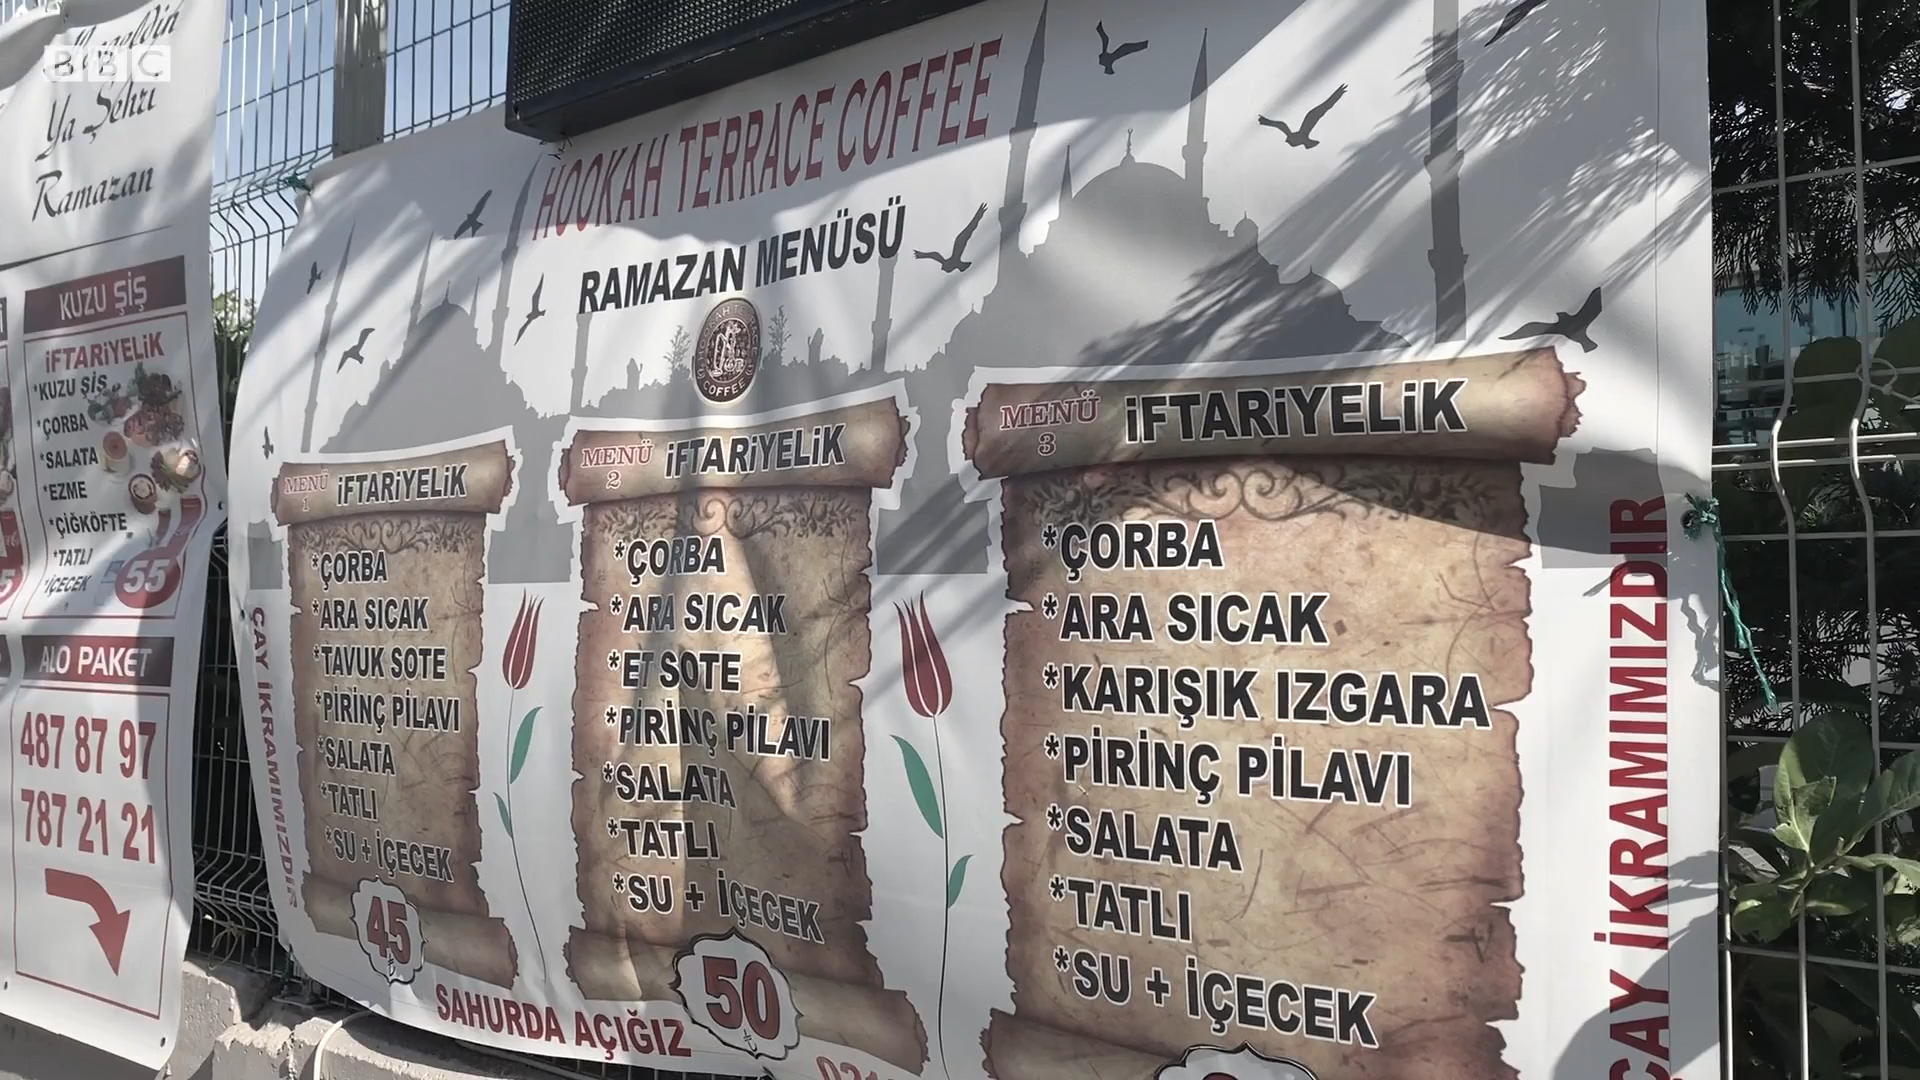 BBC
Hoşgeldin
Ya Şehri
Ramazan
KUZU ŞİŞ
İFTARİYELİK
*KUZU ŞİŞ
*ÇORBA
*SALATA
*EZME
*ÇİĞKÖFTE
*TATLI
*İÇECEK
55
ALO PAKET
487 87 97
787 21 21
HOOKAH TERRACE COFFEE
RAMAZAN MENÜSÜ
COFFEE
ÇAY İKRAMIMIZDIR
MENÜ 1 İFTARİYELİK
*ÇORBA
*ARA SICAK
*TAVUK SOTE
*PİRİNÇ PİLAVI
*SALATA
*TATLI
*SU + İÇECEK
45 ₺
MENÜ 2 İFTARİYELİK
*ÇORBA
*ARA SICAK
*ET SOTE
*PİRİNÇ PİLAVI
*SALATA
*TATLI
*SU + İÇECEK
50 ₺
MENÜ 3 İFTARİYELİK
*ÇORBA
*ARA SICAK
*KARIŞIK IZGARA
*PİRİNÇ PİLAVI
*SALATA
*TATLI
*SU + İÇECEK
ÇAY İKRAMIMIZDIR
SAHURDA AÇIĞIZ